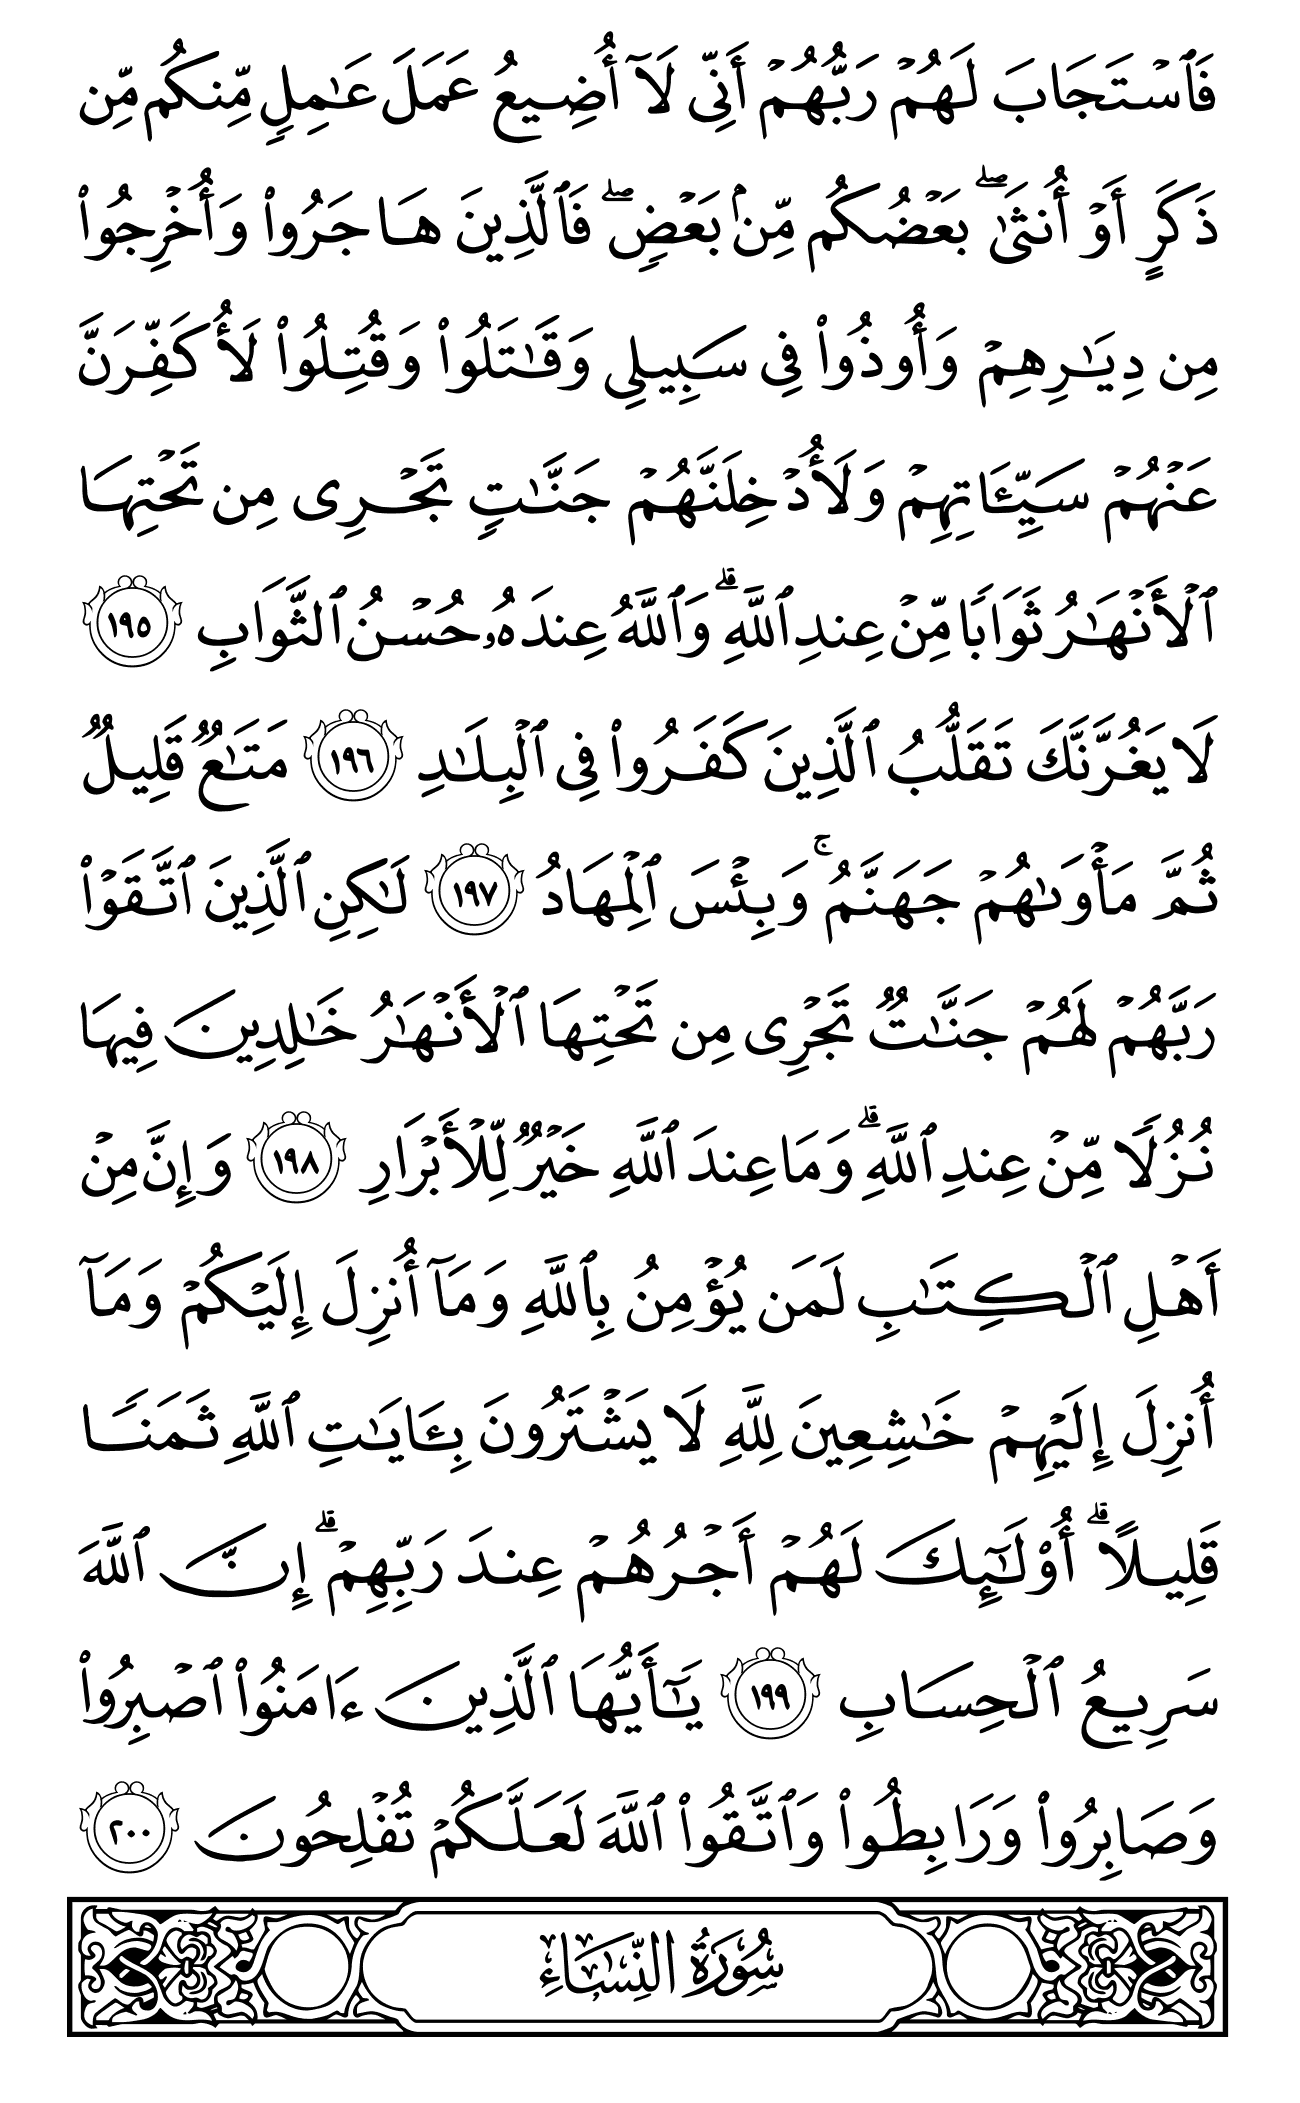 فَٱسۡتَجَابَ لَهُمۡ رَبُّهُمۡ أَنِّي لَآ أُضِيعُ عَمَلَ عَٰمِلٖ مِّنكُم مِّن
ذَكَرٍ أَوۡ أُنثَىٰۖ بَعۡضُكُم مِّنۢ بَعۡضٖۖ فَٱلَّذِينَ هَاجَرُواْ وَأُخۡرِجُواْ
مِن دِيَٰرِهِمۡ وَأُوذُواْ فِي سَبِيلِي وَقَٰتَلُواْ وَقُتِلُواْ لَأُكَفِّرَنَّ
عَنۡهُمۡ سَيِّـَٔاتِهِمۡ وَلَأُدۡخِلَنَّهُمۡ جَنَّٰتٖ تَجۡرِي مِن تَحۡتِهَا
ٱلۡأَنۡهَٰرُ ثَوَابٗا مِّنۡ عِندِ ٱللَّهِۚ وَٱللَّهُ عِندَهُۥ حُسۡنُ ٱلثَّوَابِ ١٩٥
لَا يَغُرَّنَّكَ تَقَلُّبُ ٱلَّذِينَ كَفَرُواْ فِي ٱلۡبِلَٰدِ ١٩٦ مَتَٰعٞ قَلِيلٞ
ثُمَّ مَأۡوَىٰهُمۡ جَهَنَّمُۚ وَبِئۡسَ ٱلۡمِهَادُ ١٩٧ لَٰكِنِ ٱلَّذِينَ ٱتَّقَوۡاْ
رَبَّهُمۡ لَهُمۡ جَنَّٰتٞ تَجۡرِي مِن تَحۡتِهَا ٱلۡأَنۡهَٰرُ خَٰلِدِينَ فِيهَا
نُزُلٗا مِّنۡ عِندِ ٱللَّهِۗ وَمَا عِندَ ٱللَّهِ خَيۡرٞ لِّلۡأَبۡرَارِ ١٩٨ وَإِنَّ مِنۡ
أَهۡلِ ٱلۡكِتَٰبِ لَمَن يُؤۡمِنُ بِٱللَّهِ وَمَآ أُنزِلَ إِلَيۡكُمۡ وَمَآ
أُنزِلَ إِلَيۡهِمۡ خَٰشِعِينَ لِلَّهِ لَا يَشۡتَرُونَ بِـَٔايَٰتِ ٱللَّهِ ثَمَنٗا
قَلِيلًاۗ أُوْلَٰٓئِكَ لَهُمۡ أَجۡرُهُمۡ عِندَ رَبِّهِمۡۗ إِنَّ ٱللَّهَ
سَرِيعُ ٱلۡحِسَابِ ١٩٩ يَٰٓأَيُّهَا ٱلَّذِينَ ءَامَنُواْ ٱصۡبِرُواْ
وَصَابِرُواْ وَرَابِطُواْ وَٱتَّقُواْ ٱللَّهَ لَعَلَّكُمۡ تُفۡلِحُونَ ٢٠٠
سُورَةُ النِّسَاءِ